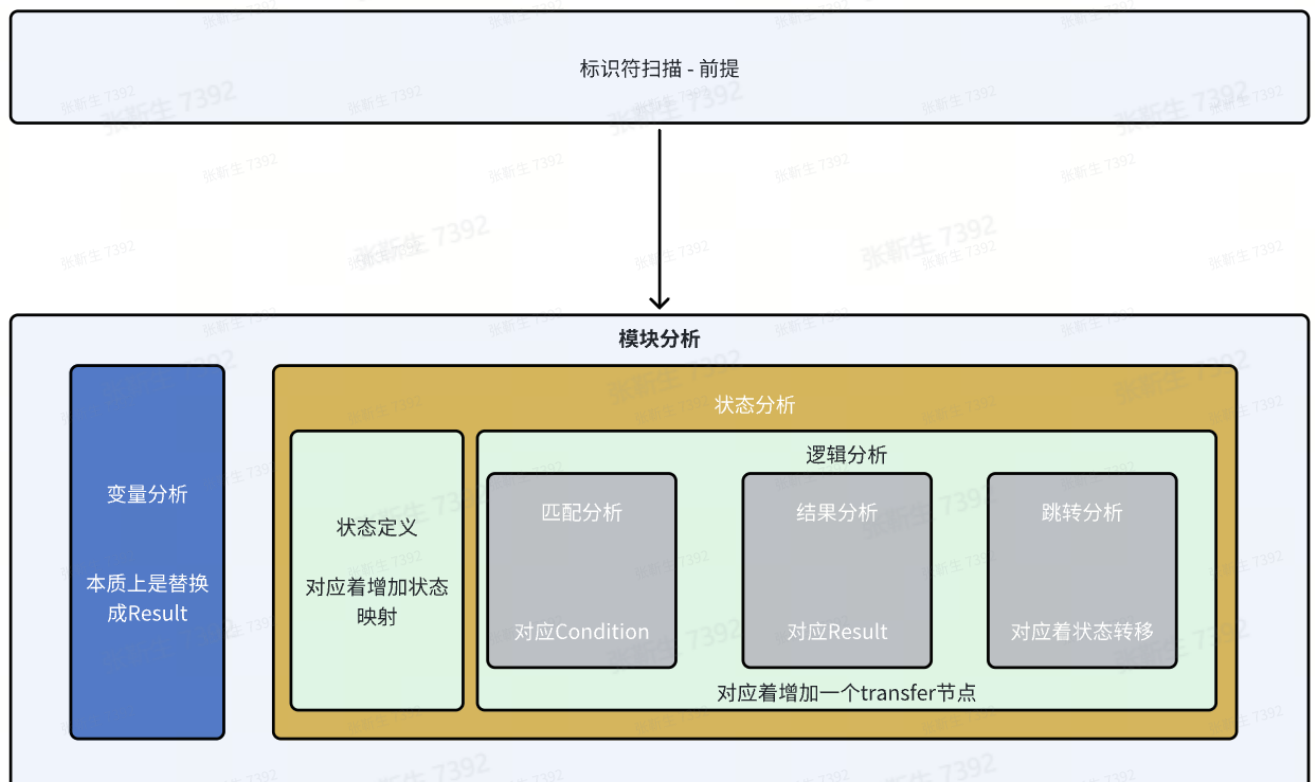 标识符扫描 - 前提
模块分析
变量分析
本质上是替换
成Result
状态分析
状态定义
对应着增加状态
映射
逻辑分析
匹配分析
对应Condition
结果分析
对应Result
跳转分析
对应着状态转移
对应着增加一个transfer节点
张新生 7392